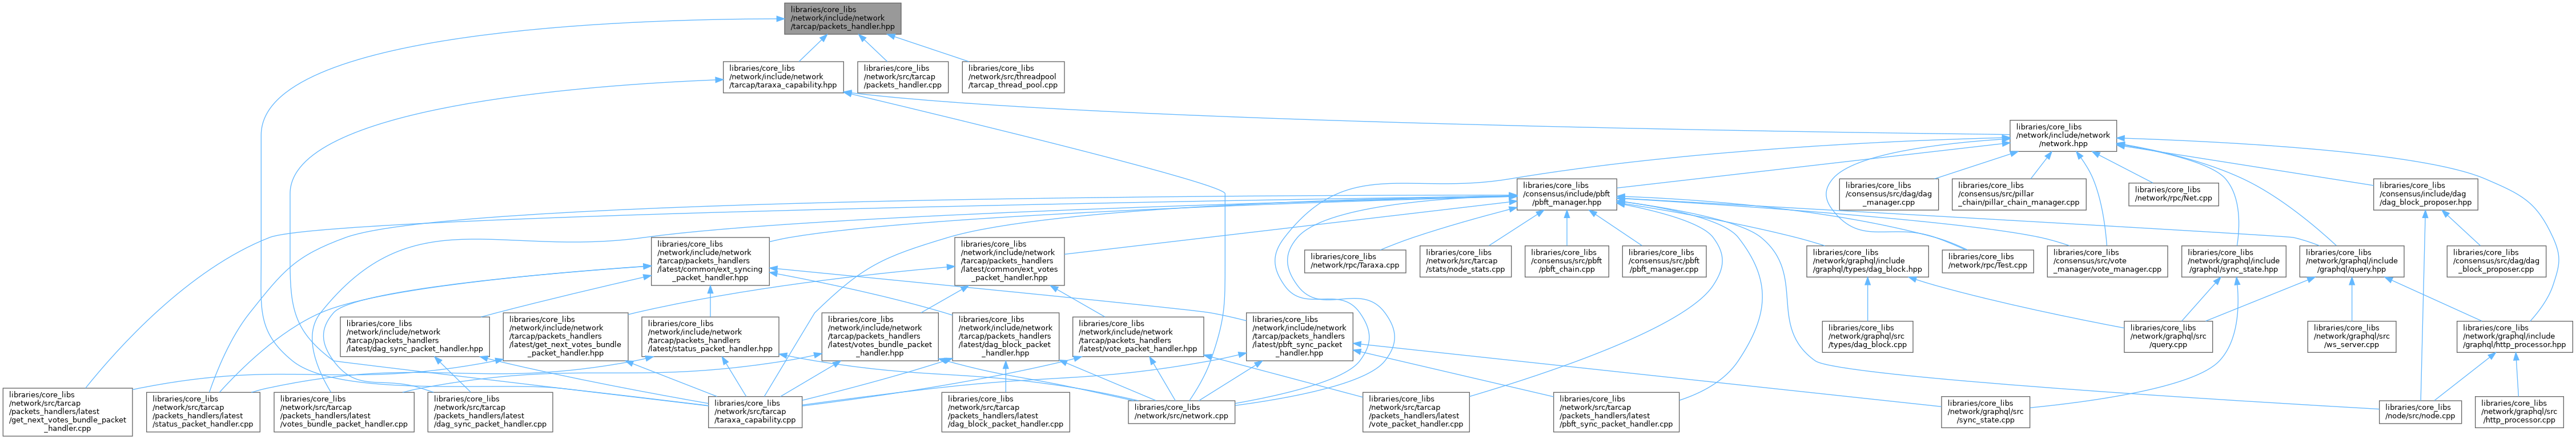 libraries/core_libs
/network/include/network
/tarcap/packets_handler.hpp
libraries/core_libs
/network/include/network
/tarcap/taraxa_capability.hpp
libraries/core_libs
/network/src/tarcap
/packets_handler.cpp
libraries/core_libs
/network/src/threadpool
/tarcap_thread_pool.cpp
libraries/core_libs
/network/include/network
/network.hpp
libraries/core_libs
/consensus/include/pbft
/pbft_manager.hpp
libraries/core_libs
/consensus/src/dag/dag
_manager.cpp
libraries/core_libs
/consensus/src/pillar
_chain/pillar_chain_manager.cpp
libraries/core_libs
/network/rpc/Net.cpp
libraries/core_libs
/consensus/include/dag
/dag_block_proposer.hpp
libraries/core_libs
/network/include/network
/tarcap/packets_handlers
/latest/common/ext_syncing
_packet_handler.hpp
libraries/core_libs
/network/include/network
/tarcap/packets_handlers
/latest/common/ext_votes
_packet_handler.hpp
libraries/core_libs
/network/rpc/Taraxa.cpp
libraries/core_libs
/network/src/tarcap
/stats/node_stats.cpp
libraries/core_libs
/consensus/src/pbft
/pbft_chain.cpp
libraries/core_libs
/consensus/src/pbft
/pbft_manager.cpp
libraries/core_libs
/network/graphql/include
/graphql/types/dag_block.hpp
libraries/core_libs
/network/rpc/Test.cpp
libraries/core_libs
/consensus/src/vote
_manager/vote_manager.cpp
libraries/core_libs
/network/graphql/include
/graphql/sync_state.hpp
libraries/core_libs
/network/graphql/include
/graphql/query.hpp
libraries/core_libs
/consensus/dag/dag
_block_proposer.cpp
libraries/core_libs
/network/include/network
/tarcap/packets_handlers
/latest/dag_sync_packet_handler.hpp
libraries/core_libs
/network/include/network
/tarcap/packets_handlers
/latest/get_next_votes_bundle
_packet_handler.hpp
libraries/core_libs
/network/include/network
/tarcap/packets_handlers
/latest/status_packet_handler.hpp
libraries/core_libs
/network/include/network
/tarcap/packets_handlers
/latest/votes_bundle_packet
_handler.hpp
libraries/core_libs
/network/include/network
/tarcap/packets_handlers
/latest/dag_block_packet
_handler.hpp
libraries/core_libs
/network/include/network
/tarcap/packets_handlers
/latest/vote_packet_handler.hpp
libraries/core_libs
/network/include/network
/tarcap/packets_handlers
/latest/pbft_sync_packet
_handler.hpp
libraries/core_libs
/network/graphql/src
/types/dag_block.cpp
libraries/core_libs
/network/graphql/src
/query.cpp
libraries/core_libs
/network/graphql/src
/ws_server.cpp
libraries/core_libs
/network/graphql/include
/graphql/http_processor.hpp
libraries/core_libs
/network/src/tarcap
/packets_handlers/latest
/get_next_votes_bundle_packet
_handler.cpp
libraries/core_libs
/network/src/tarcap
/packets_handlers/latest
/status_packet_handler.cpp
libraries/core_libs
/network/src/tarcap
/packets_handlers/latest
/votes_bundle_packet_handler.cpp
libraries/core_libs
/network/src/tarcap
/packets_handlers/latest
/dag_sync_packet_handler.cpp
libraries/core_libs
/network/src/tarcap
/taraxa_capability.cpp
libraries/core_libs
/network/src/tarcap
/packets_handlers/latest
/dag_block_packet_handler.cpp
libraries/core_libs
/network/src/network.cpp
libraries/core_libs
/network/src/tarcap
/packets_handlers/latest
/vote_packet_handler.cpp
libraries/core_libs
/network/src/tarcap
/packets_handlers/latest
/pbft_sync_packet_handler.cpp
libraries/core_libs
/network/graphql/src
/sync_state.cpp
libraries/core_libs
/node/src/node.cpp
libraries/core_libs
/network/graphql/src
/http_processor.cpp